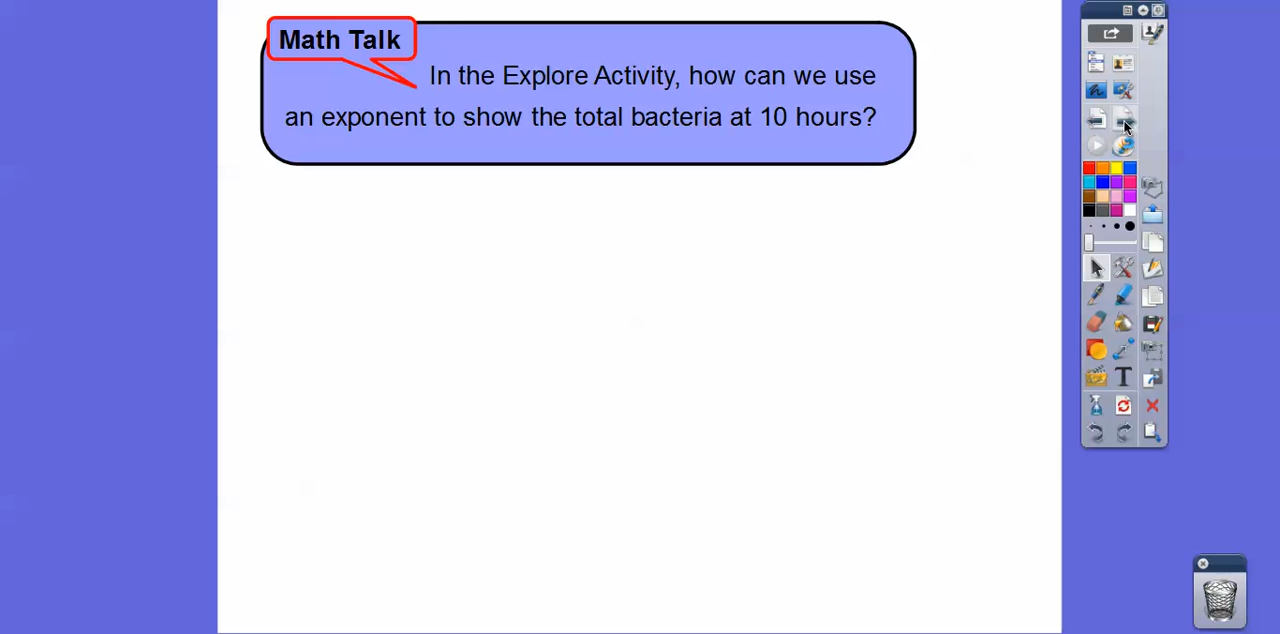 Math Talk
In the Explore Activity, how can we use
an exponent to show the total bacteria at 10 hours?